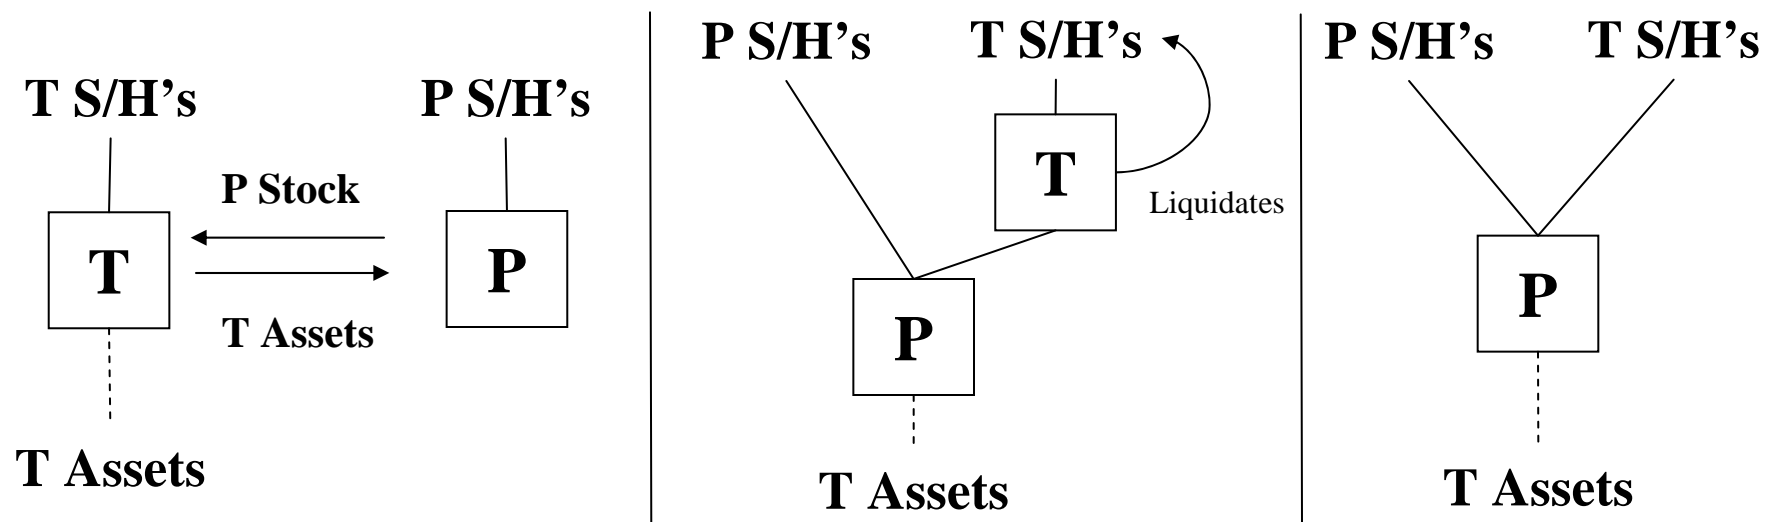 T S/H’s
P S/H’s
P Stock
T
P
T Assets
T Assets
P S/H’s
T S/H’s
T
Liquidates
P
T Assets
P S/H’s
T S/H’s
P
T Assets